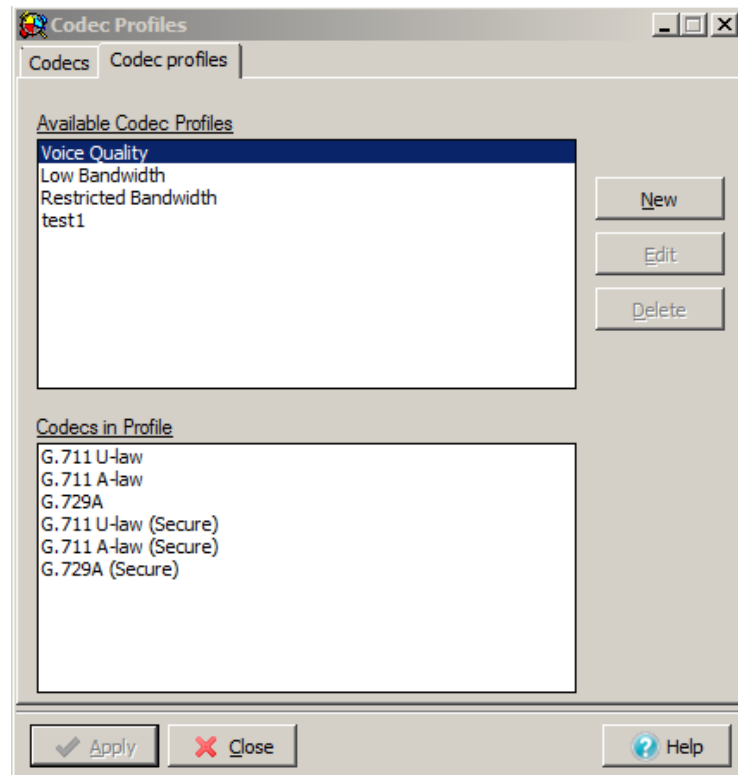 Codec Profiles
Codecs Codec profiles
Available Codec Profiles
Voice Quality
Low Bandwidth
Restricted Bandwidth
test1
New
Edit
Delete
Codecs in Profile
G.711 U-law
G.711 A-law
G.729A
G.711 U-law (Secure)
G.711 A-law (Secure)
G.729A (Secure)
Apply Close Help